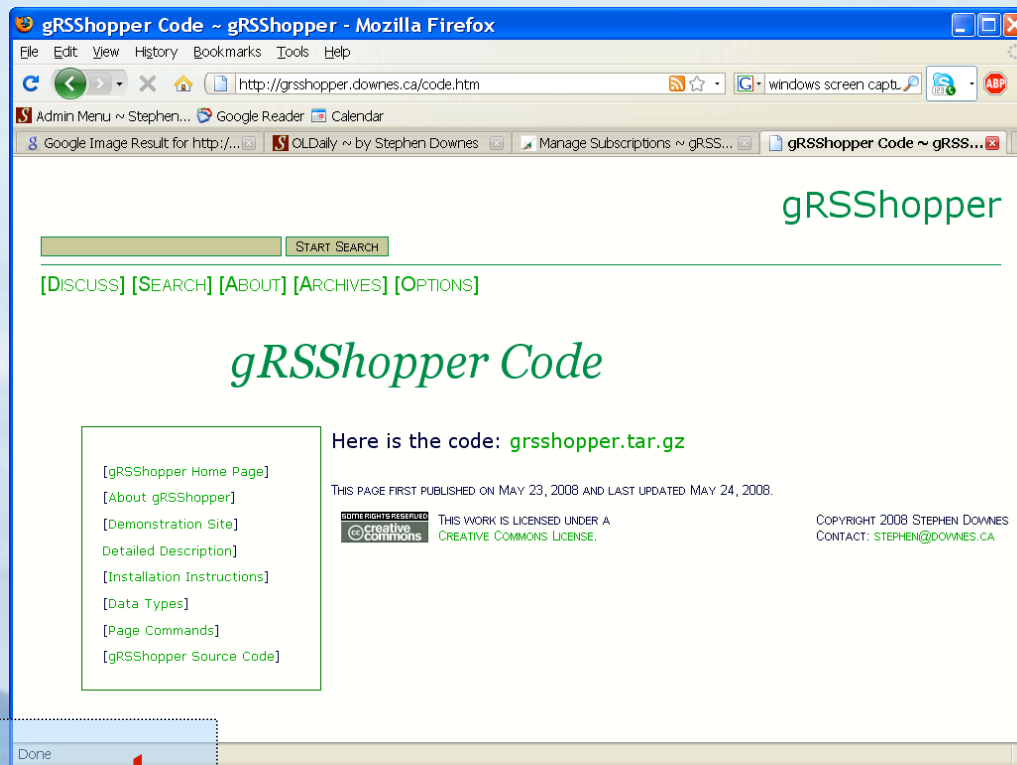 gRSShopper Code ~ gRSShopper - Mozilla Firefox
File Edit View History Bookmarks Tools Help
http://grsshopper.downes.ca/code.htm
G windows screen captu
ABP
Admin Menu ~ Stephen... Google Reader Calendar
Google Image Result for http:/... OLDaily ~ by Stephen Downes Manage Subscriptions ~ gRSS... gRSShopper Code ~ gRSS...
gRSShopper
START SEARCH
[DISCUSS] [SEARCH] [ABOUT] [ARCHIVES] [OPTIONS]
gRSShopper Code
Here is the code: grsshopper.tar.gz
[gRSShopper Home Page]
[About gRSShopper]
[Demonstration Site]
Detailed Description]
[Installation Instructions]
[Data Types]
[Page Commands]
[gRSShopper Source Code]
THIS PAGE FIRST PUBLISHED ON MAY 23, 2008 AND LAST UPDATED MAY 24, 2008.
SOME RIGHTS RESERVED
cc creative commons
THIS WORK IS LICENSED UNDER A
CREATIVE COMMONS LICENSE.
COPYRIGHT 2008 STEPHEN DOWNES
CONTACT: STEPHEN@DOWNES.CA
Done